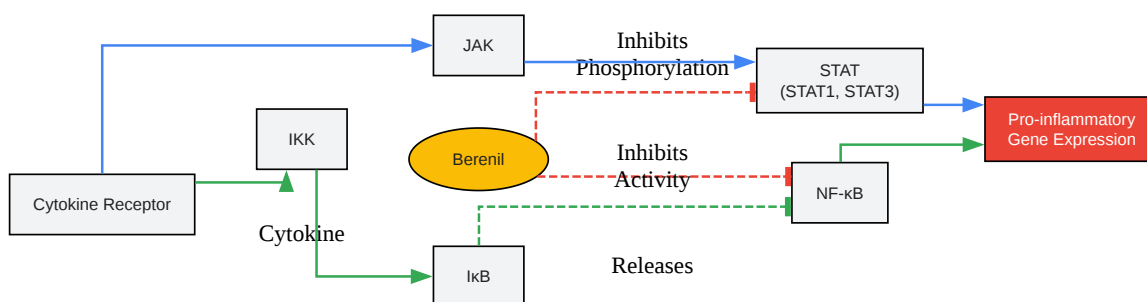 JAK
Inhibits
Phosphorylation
STAT
(STAT1, STAT3)
Pro-inflammatory
Gene Expression
IKK
Berenil
Inhibits
Activity
NF-κB
Cytokine Receptor
Cytokine
IκB
Releases